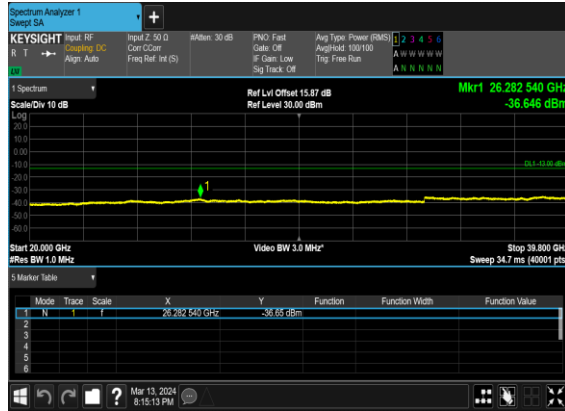 Spectrum Analyzer 1
Swept SA
+
KEYSIGHT Input: RF Input Z: 50 Ω #Atten: 30 dB PNO: Fast Avg Type: Power (RMS) 1 2 3 4 5 6
R T Coupling: DC Corr CCorr Gate: Off Avg|Hold: 100/100 A W W W W W
Align: Auto Freq Ref: Int (S) IF Gain: Low Trig: Free Run
Sig Track: Off A N N N N N
1 Spectrum Ref Lvl Offset 15.87 dB Mkr1 26.282 540 GHz
Scale/Div 10 dB Ref Level 30.00 dBm -36.646 dBm
Log
20.0
10.0
0.00
-10.0
DL1 -13.00 dBm
-20.0
-30.0
1
-40.0
-50.0
-60.0
Start 20.000 GHz Video BW 3.0 MHz* Stop 39.800 GHz
#Res BW 1.0 MHz Sweep 34.7 ms (40001 pts)
5 Marker Table
Mode Trace Scale X Y Function Function Width Function Value
1 N 1 f 26.282 540 GHz -36.65 dBm
2
3
4
5
6
? Mar 13, 2024
8:15:13 PM